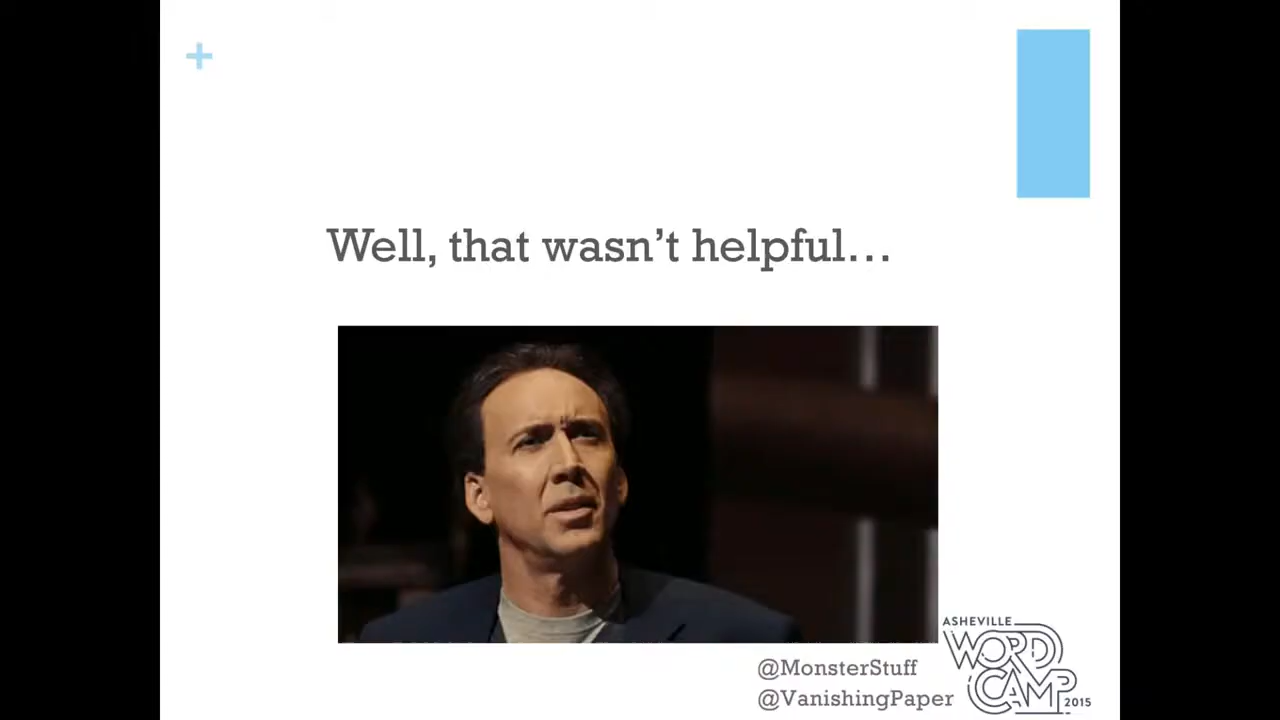 +
Well, that wasn’t helpful…
@MonsterStuff
@VanishingPaper
ASHEVILLE
WORD
CAMP
2015